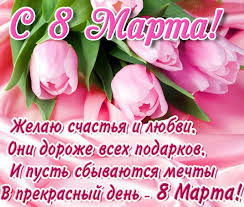 С 8 Марта!
Желаю счастья и любви.
Они дороже всех подарков.
И пусть сбываются мечты
В прекрасный день - 8 Марта!